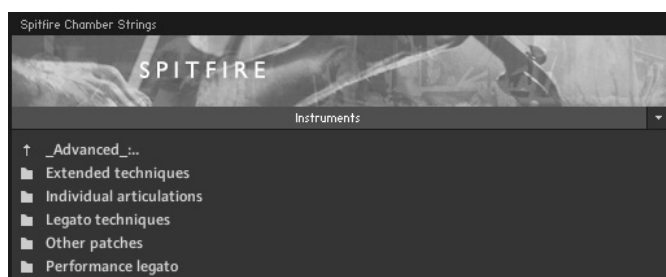 Spitfire Chamber Strings
SPITFIRE
Instruments
↑ _Advanced_:..
Extended techniques
Individual articulations
Legato techniques
Other patches
Performance legato